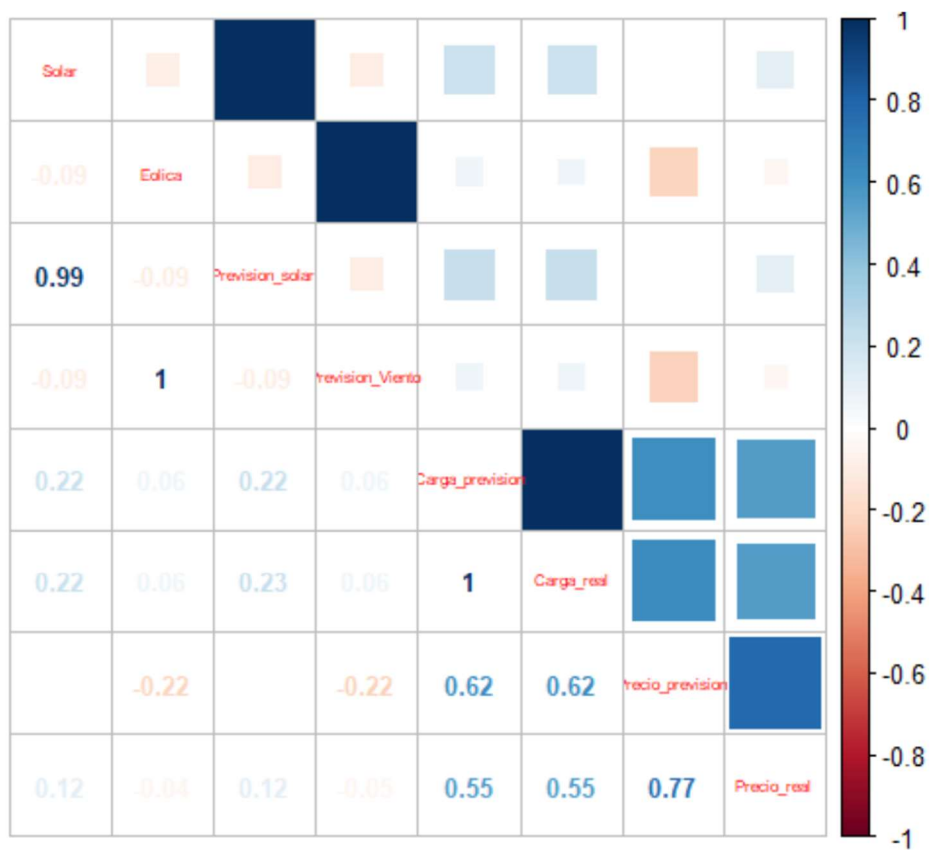 Solar
-0.09 Eolica
0.99 -0.09 Prevision_solar
-0.09 1 -0.09 Prevision_Viento
0.22 0.06 0.22 0.06 Carga_prevision
0.22 0.06 0.23 0.06 1 Carga_real
-0.22 -0.22 0.62 0.62 Precio_prevision
0.12 -0.04 0.12 -0.05 0.55 0.55 0.77 Precio_real
1
0.8
0.6
0.4
0.2
0
-0.2
-0.4
-0.6
-0.8
-1